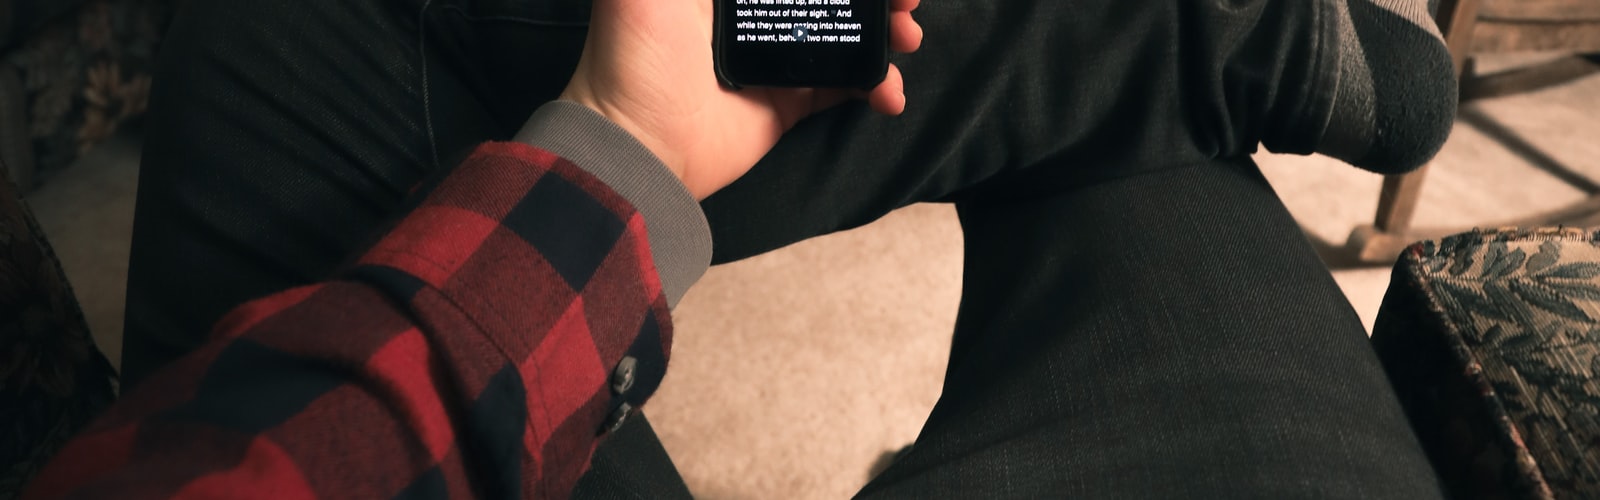 on, he was lifted up, and a cloud
took him out of their sight. And
while they were gazing into heaven
as he went, beho two men stood